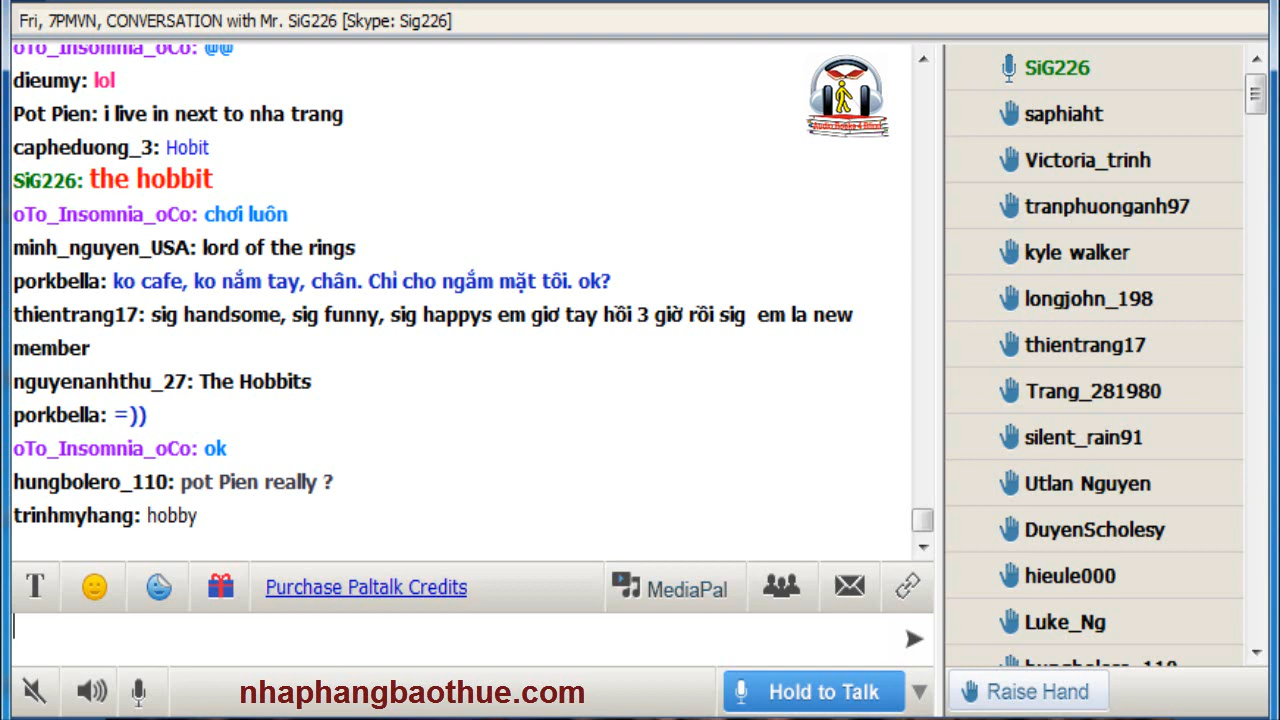 Fri, 7PMVN, CONVERSATION with Mr. SiG226 [Skype: Sig226]
oTo_Insomnia_oCo: @@
dieumy: lol
Pot Pien: i live in next to nha trang
capheduong_3: Hobit
SiG226: the hobbit
oTo_Insomnia_oCo: chơi luôn
minh_nguyen_USA: lord of the rings
porkbella: ko cafe, ko nắm tay, chân. Chỉ cho ngắm mặt tôi. ok?
thientrang17: sig handsome, sig funny, sig happys em giơ tay hồi 3 giờ rồi sig  em la new
member
nguyenanhthu_27: The Hobbits
porkbella: =))
oTo_Insomnia_oCo: ok
hungbolero_110: pot Pien really ?
trinhmyhang: hobby
T
Purchase Paltalk Credits
MediaPal
nhaphangbaothue.com
Hold to Talk
SiG226
saphiaht
Victoria_trinh
tranphuonganh97
kyle walker
longjohn_198
thientrang17
Trang_281980
silent_rain91
Utlan Nguyen
DuyenScholesy
hieule000
Luke_Ng
hungbolero_110
Raise Hand